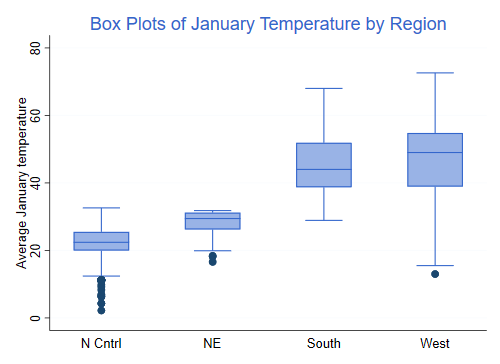 Box Plots of January Temperature by Region
Average January temperature
80
60
40
20
0
N Cntrl
NE
South
West